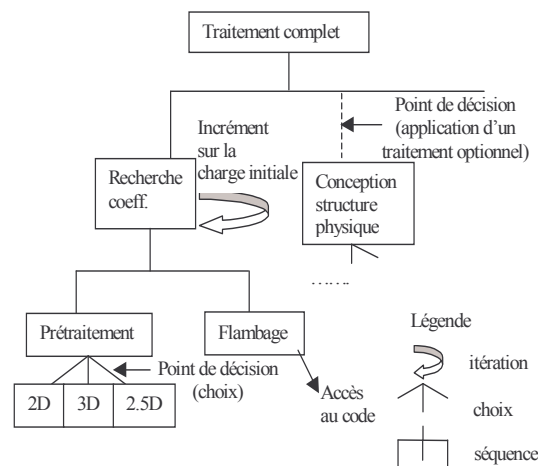 Traitement complet
Point de décision
(application d'un
traitement optionnel)
Incrément
sur la
charge initiale
Recherche
coeff.
Conception
structure
physique
.......
Prétraitement
Flambage
Légende
Point de décision
(choix)
itération
2D 3D 2.5D
Accès
au code
choix
séquence